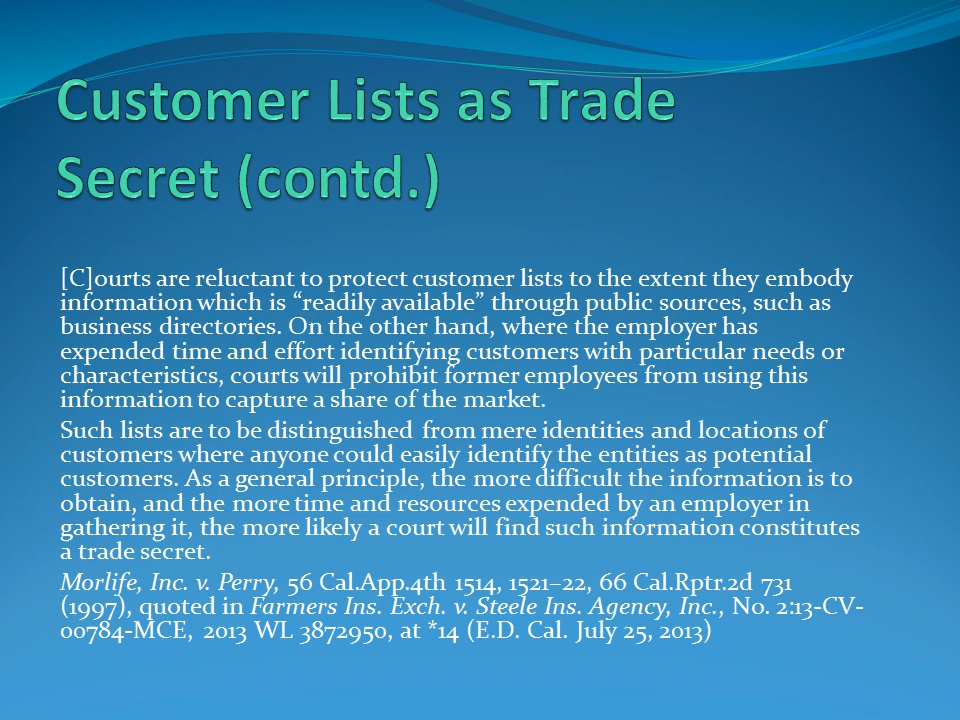 Customer Lists as Trade
Secret (contd.)
[C]ourts are reluctant to protect customer lists to the extent they embody
information which is “readily available” through public sources, such as
business directories. On the other hand, where the employer has
expended time and effort identifying customers with particular needs or
characteristics, courts will prohibit former employees from using this
information to capture a share of the market.
Such lists are to be distinguished from mere identities and locations of
customers where anyone could easily identify the entities as potential
customers. As a general principle, the more difficult the information is to
obtain, and the more time and resources expended by an employer in
gathering it, the more likely a court will find such information constitutes
a trade secret.
Morlife, Inc. v. Perry, 56 Cal.App.4th 1514, 1521–22, 66 Cal.Rptr.2d 731
(1997), quoted in Farmers Ins. Exch. v. Steele Ins. Agency, Inc., No. 2:13-CV-
00784-MCE, 2013 WL 3872950, at *14 (E.D. Cal. July 25, 2013)